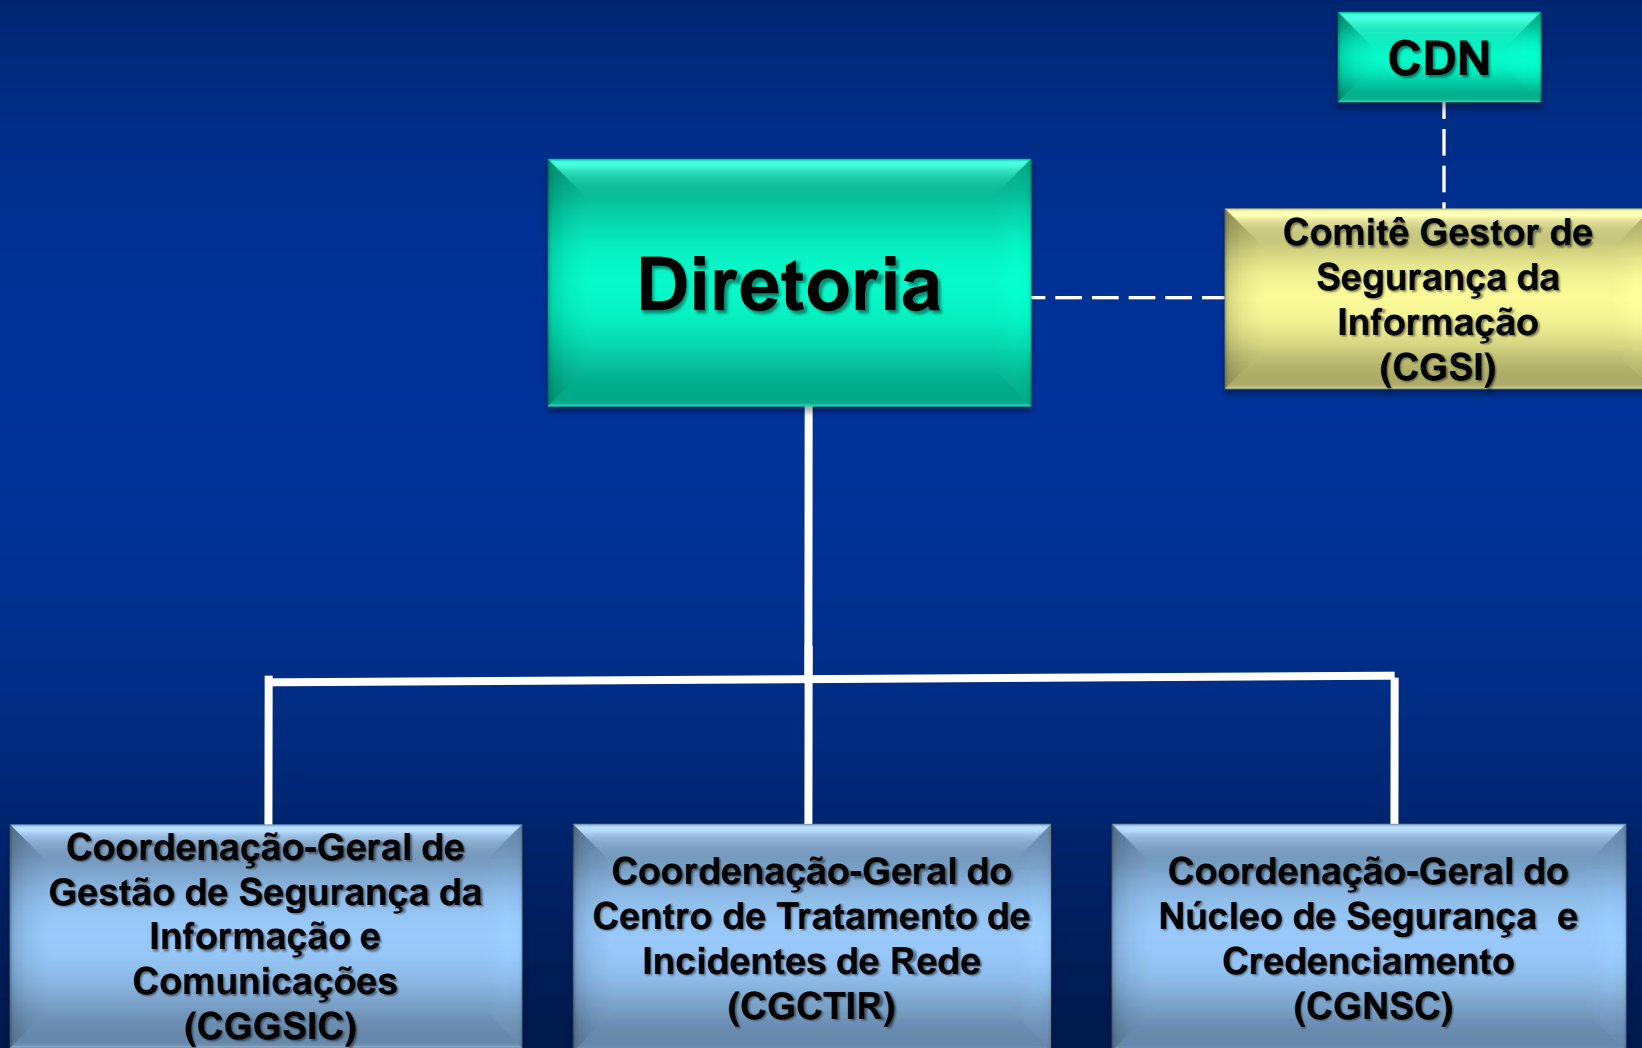 CDN
Diretoria
Comitê Gestor de
Segurança da
Informação
(CGSI)
Coordenação-Geral de
Gestão de Segurança da
Informação e
Comunicações
(CGGSIC)
Coordenação-Geral do
Centro de Tratamento de
Incidentes de Rede
(CGCTIR)
Coordenação-Geral do
Núcleo de Segurança  e
Credenciamento
(CGNSC)